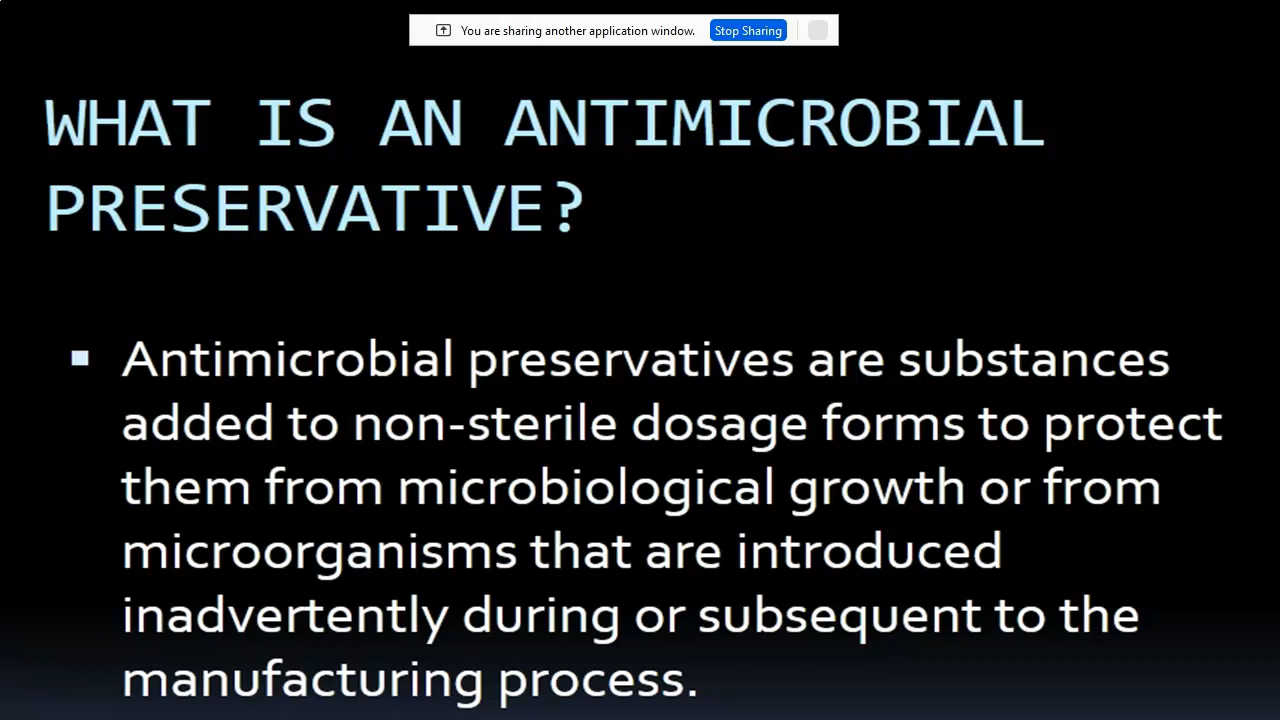 You are sharing another application window. Stop Sharing
WHAT IS AN ANTIMICROBIAL
PRESERVATIVE?
▪ Antimicrobial preservatives are substances
added to non-sterile dosage forms to protect
them from microbiological growth or from
microorganisms that are introduced
inadvertently during or subsequent to the
manufacturing process.